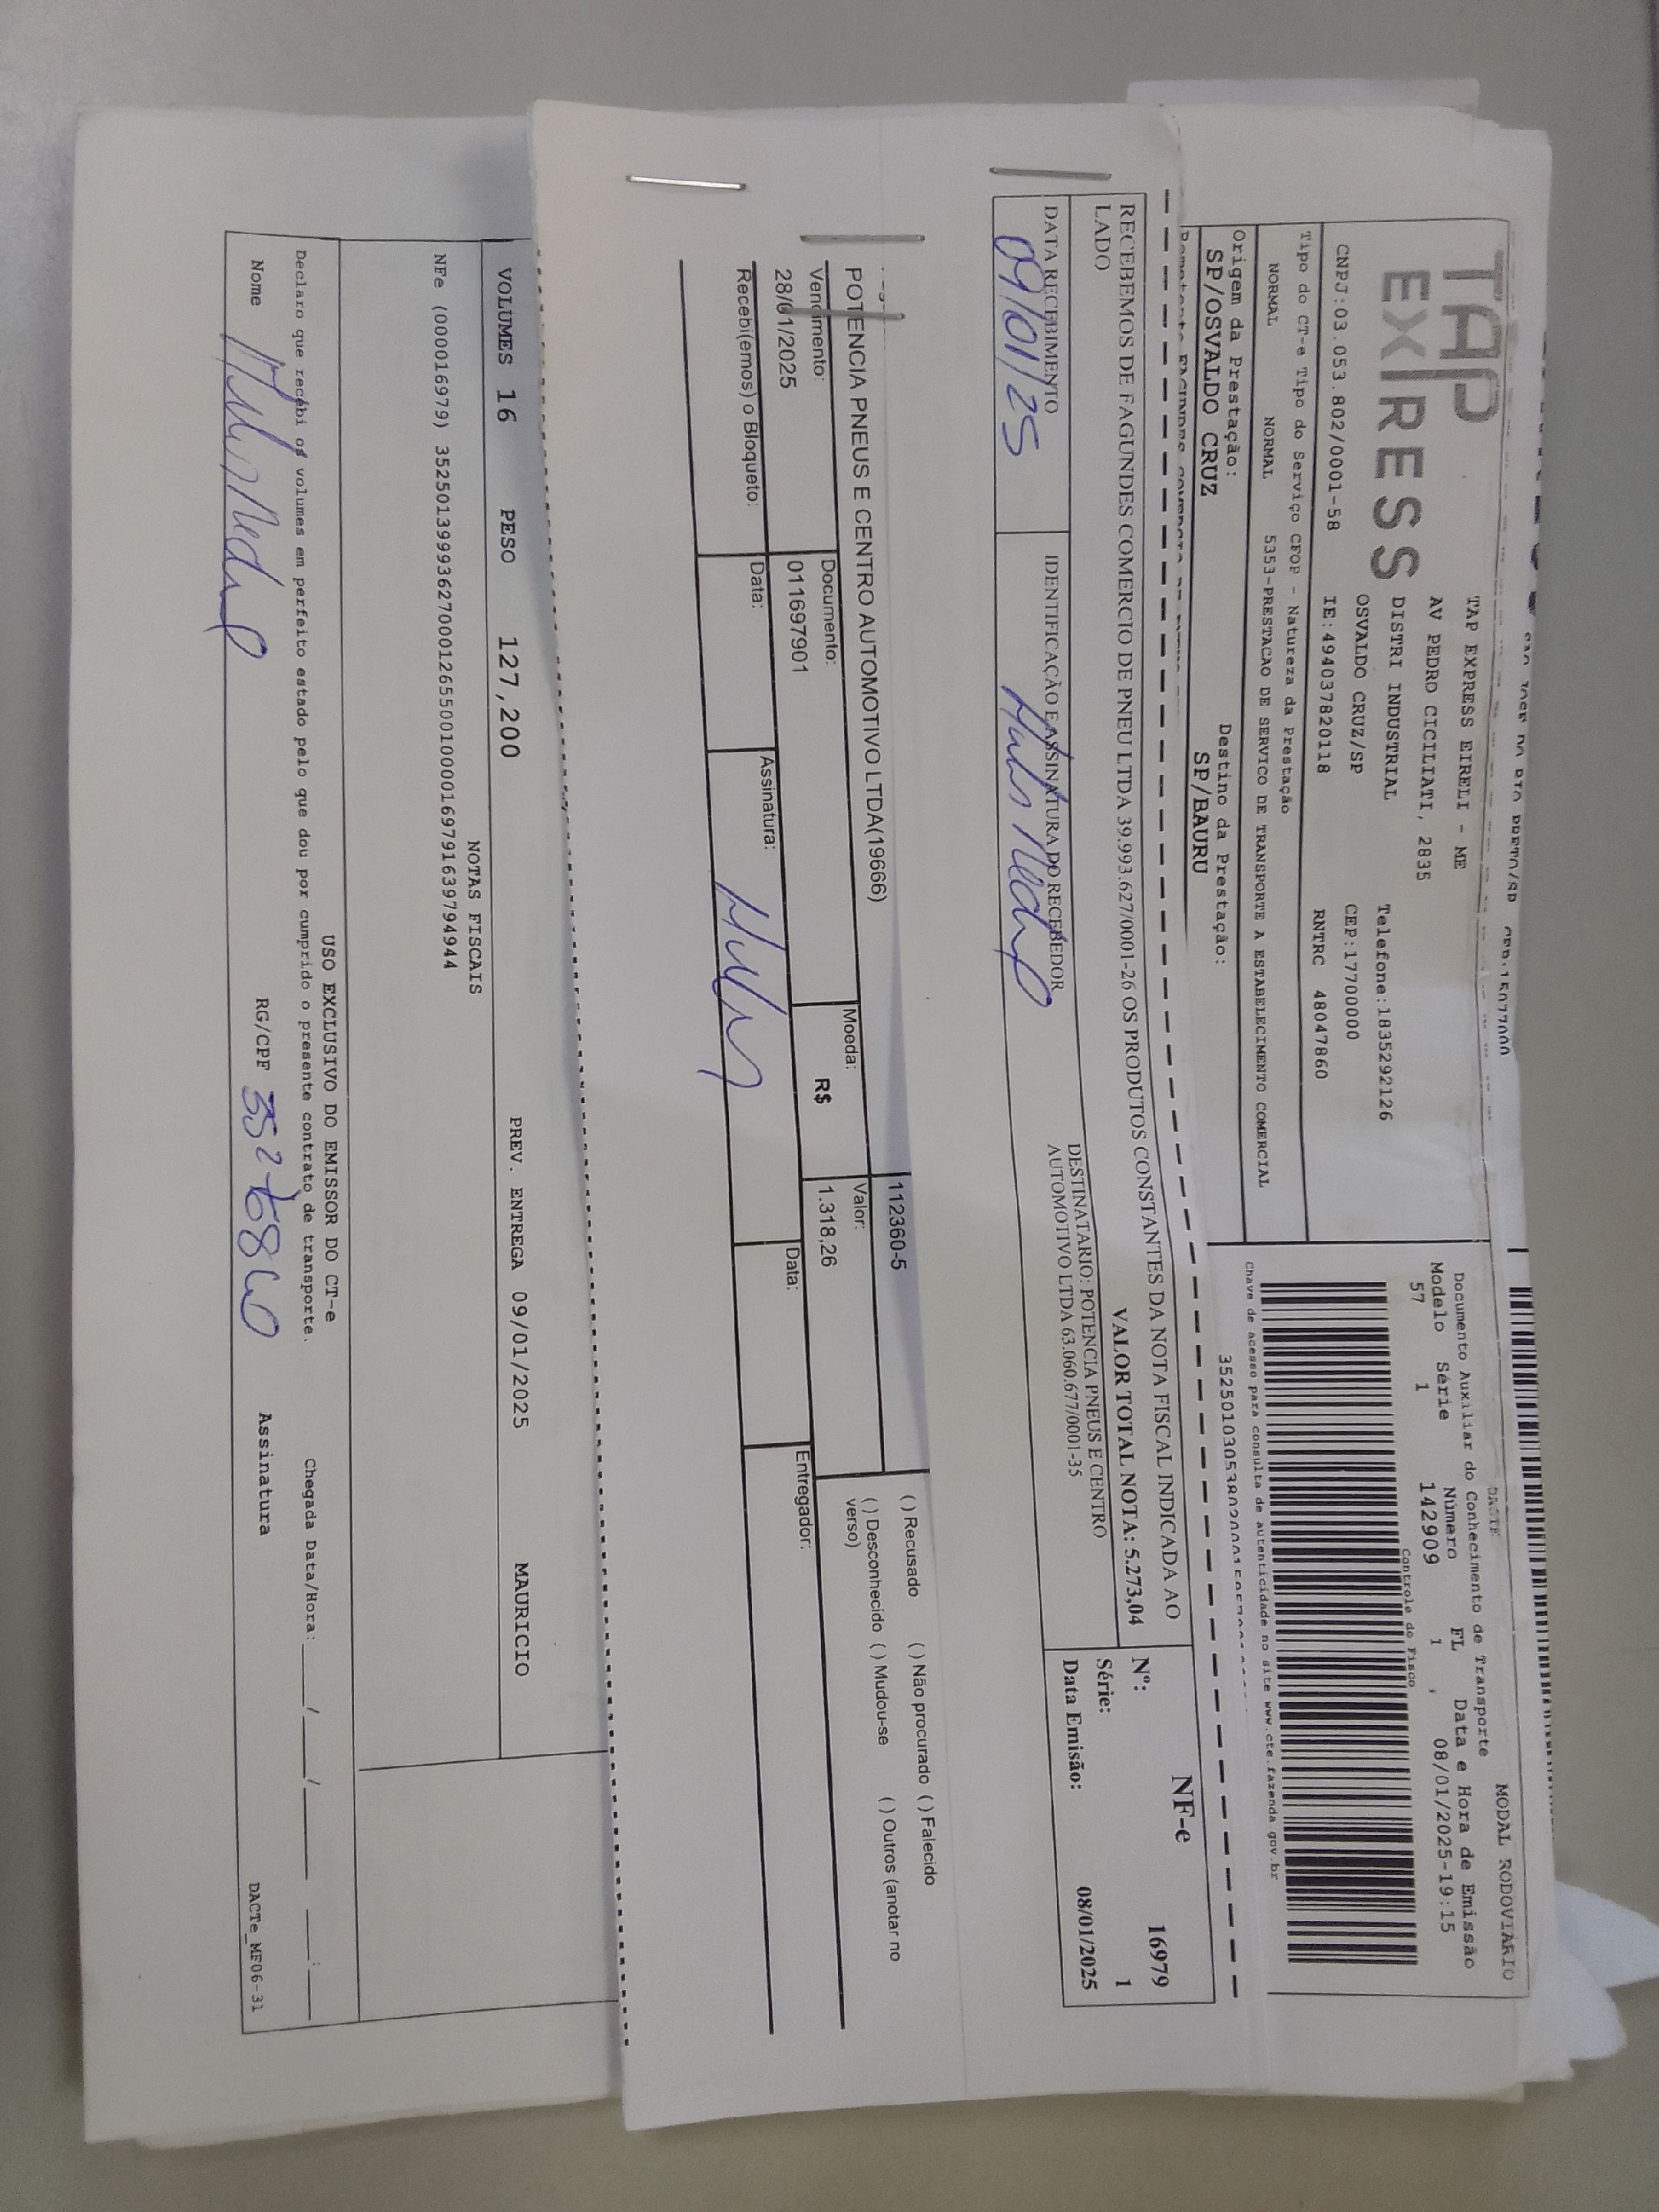 TAP
EXPRESS
TAP EXPRESS EIRELI - ME
AV PEDRO CICILIATI, 2835
DISTRI INDUSTRIAL
Telefone:1835292126
OSVALDO CRUZ/SP
CEP:17700000
CNPJ:03.053.802/0001-58
IE:494037820118
RNTRC 48047860
MODAL RODOVIÁRIO
DACTE
Documento Auxiliar do Conhecimento de Transporte
Modelo Série Número FL Data e Hora de Emissão
57 1 142909 1 08/01/2025-19:15
Controle do Fisco
Chave de acesso para consulta de autenticidade no site www.cte.fazenda.gov.br
Tipo do CT-e Tipo do Serviço CFOP - Natureza da Prestação
NORMAL NORMAL 5353-PRESTACAO DE SERVICO DE TRANSPORTE A ESTABELECIMENTO COMERCIAL
Origem da Prestação:
SP/OSVALDO CRUZ
Destino da Prestação:
SP/BAURU
RECEBEMOS DE FAGUNDES COMERCIO DE PNEU LTDA 39.993.627/0001-26 OS PRODUTOS CONSTANTES DA NOTA FISCAL INDICADA AO
LADO
VALOR TOTAL NOTA: 5.273,04
DATA RECEBIMENTO
09/01/25
IDENTIFICAÇÃO E ASSINATURA DO RECEBEDOR
DESTINATÁRIO: POTENCIA PNEUS E CENTRO
AUTOMOTIVO LTDA 63.060.677/0001-35
NF-e
Nº: 16979
Série: 1
Data Emissão: 08/01/2025
POTENCIA PNEUS E CENTRO AUTOMOTIVO LTDA(19666)
112360-5
Vencimento:
28/01/2025
Documento:
011697901
Moeda:
R$
Valor:
1.318,26
Recebi(emos) o Bloqueto:
Data:
Assinatura:
Data:
Entregador:
( ) Recusado ( ) Não procurado ( ) Falecido
( ) Desconhecido ( ) Mudou-se ( ) Outros (anotar no
verso)
VOLUMES 16 PESO 127,200 PREV. ENTREGA 09/01/2025 MAURICIO
NOTAS FISCAIS
NFe (000016979) 35250139993627000126550010000169791639794944
USO EXCLUSIVO DO EMISSOR DO CT-e
Declaro que recebi os volumes em perfeito estado pelo que dou por cumprido o presente contrato de transporte.
Chegada Data/Hora:____/____/______ ____:____
Nome
RG/CPF
Assinatura
DACTe_MF06-31